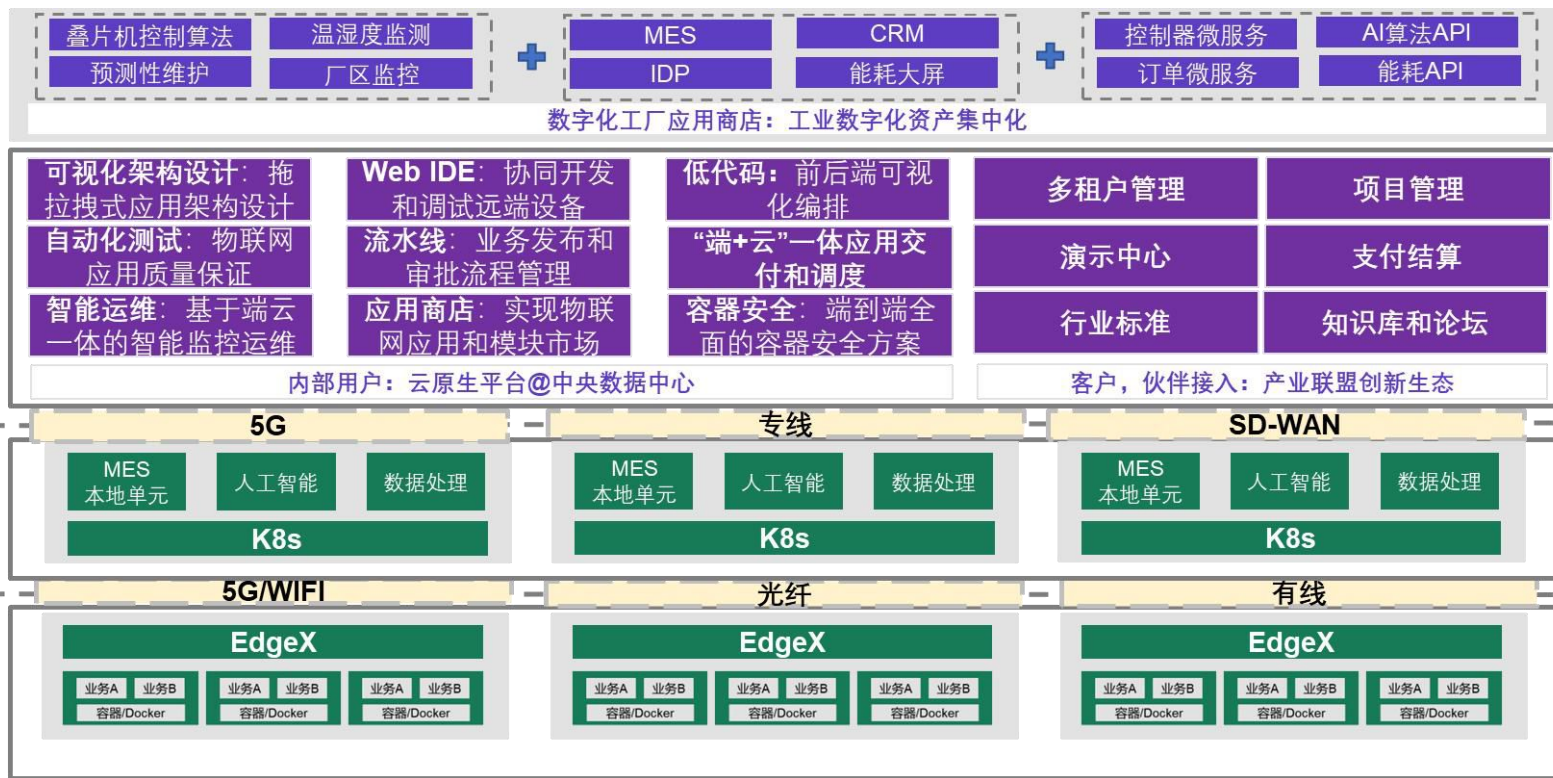 叠片机控制算法
温湿度监测
预测性维护
厂区监控
MES
CRM
IDP
能耗大屏
控制器微服务
AI算法API
订单微服务
能耗API
数字化工厂应用商店：工业数字化资产集中化
可视化架构设计：拖
拉拽式应用架构设计
Web IDE：协同开发
和调试远端设备
低代码：前后端可视
化编排
自动化测试：物联网
应用质量保证
流水线：业务发布和
审批流程管理
“端+云”一体应用交
付和调度
智能运维：基于端云
一体的智能监控运维
应用商店：实现物联
网应用和模块市场
容器安全：端到端全
面的容器安全方案
内部用户：云原生平台@中央数据中心
多租户管理
项目管理
演示中心
支付结算
行业标准
知识库和论坛
客户，伙伴接入：产业联盟创新生态
5G
专线
SD-WAN
MES
本地单元
人工智能
数据处理
K8s
MES
本地单元
人工智能
数据处理
K8s
MES
本地单元
人工智能
数据处理
K8s
5G/WIFI
光纤
有线
EdgeX
业务A
业务B
容器/Docker
业务A
业务B
容器/Docker
业务A
业务B
容器/Docker
EdgeX
业务A
业务B
容器/Docker
业务A
业务B
容器/Docker
业务A
业务B
容器/Docker
EdgeX
业务A
业务B
容器/Docker
业务A
业务B
容器/Docker
业务A
业务B
容器/Docker